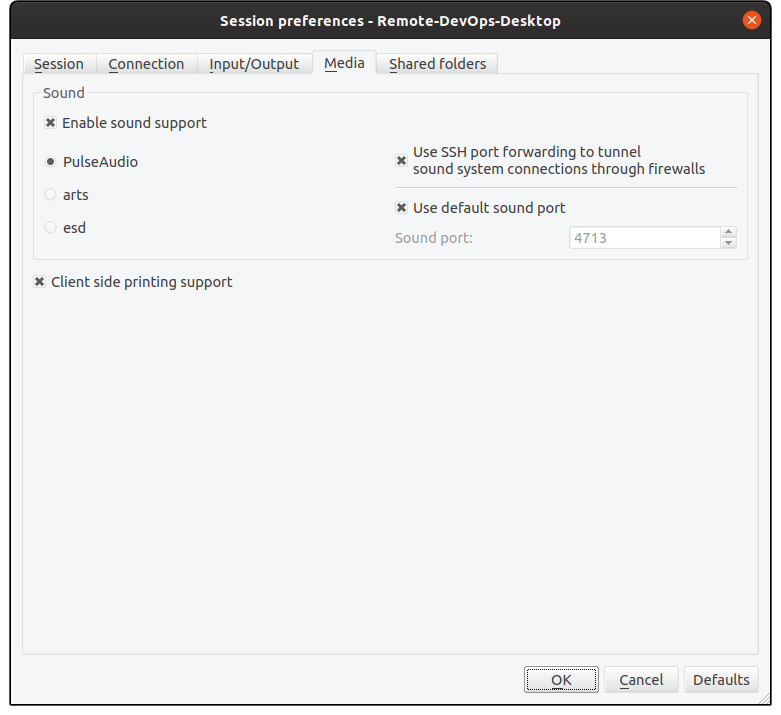 Session preferences - Remote-DevOps-Desktop
Session
Connection
Input/Output
Media
Shared folders
Sound
Enable sound support
PulseAudio
arts
esd
Use SSH port forwarding to tunnel
sound system connections through firewalls
Use default sound port
Sound port:
4713
Client side printing support
OK
Cancel
Defaults